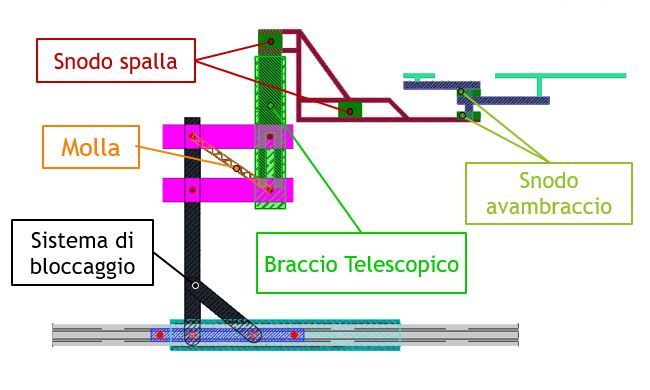 Snodo spalla
Molla
Snodo
avambraccio
Sistema di
bloccaggio
Braccio Telescopico